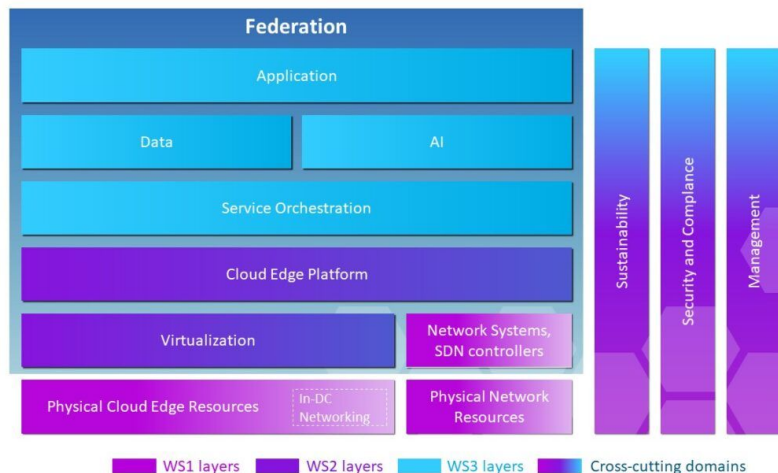 Federation
Application
Data
AI
Service Orchestration
Cloud Edge Platform
Virtualization
Network Systems,
SDN controllers
Physical Cloud Edge Resources
In-DC
Networking
Physical Network
Resources
Sustainability
Security and Compliance
Management
WS1 layers
WS2 layers
WS3 layers
Cross-cutting domains